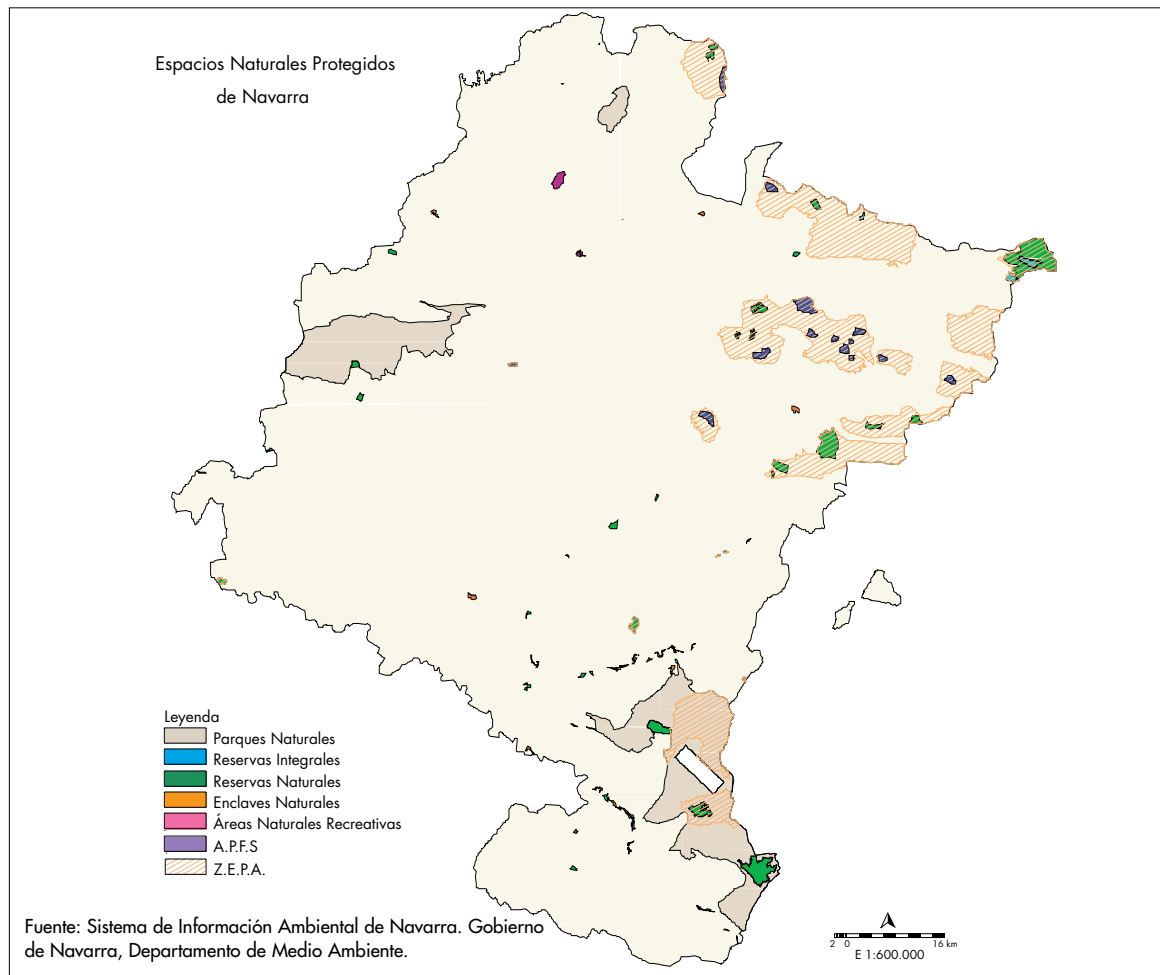 Espacios Naturales Protegidos
de Navarra
Leyenda
Parques Naturales
Reservas Integrales
Reservas Naturales
Enclaves Naturales
Áreas Naturales Recreativas
A.P.F.S
Z.E.P.A.
Fuente: Sistema de Información Ambiental de Navarra. Gobierno
de Navarra, Departamento de Medio Ambiente.
2 0 16 km
E 1:600.000